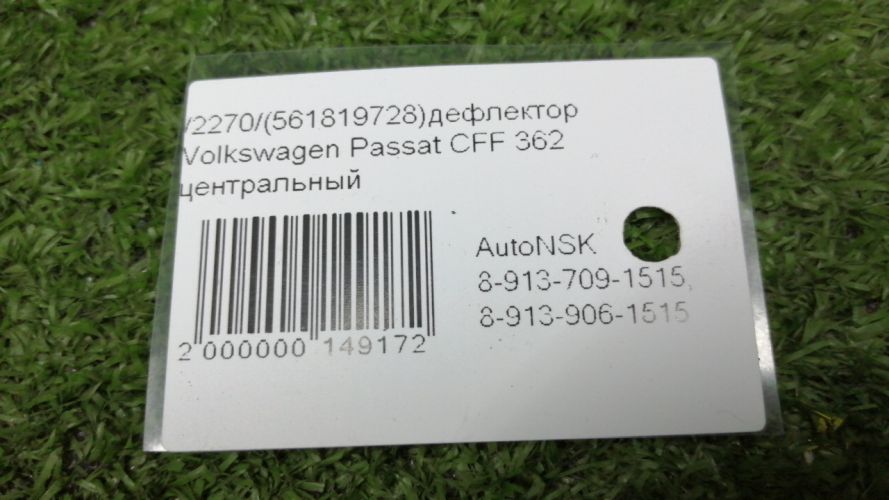 /2270/(561819728)дефлектор
Volkswagen Passat CFF 362
центральный
AutoNSK
8-913-709-1515,
8-913-906-1515
2 000000 149172